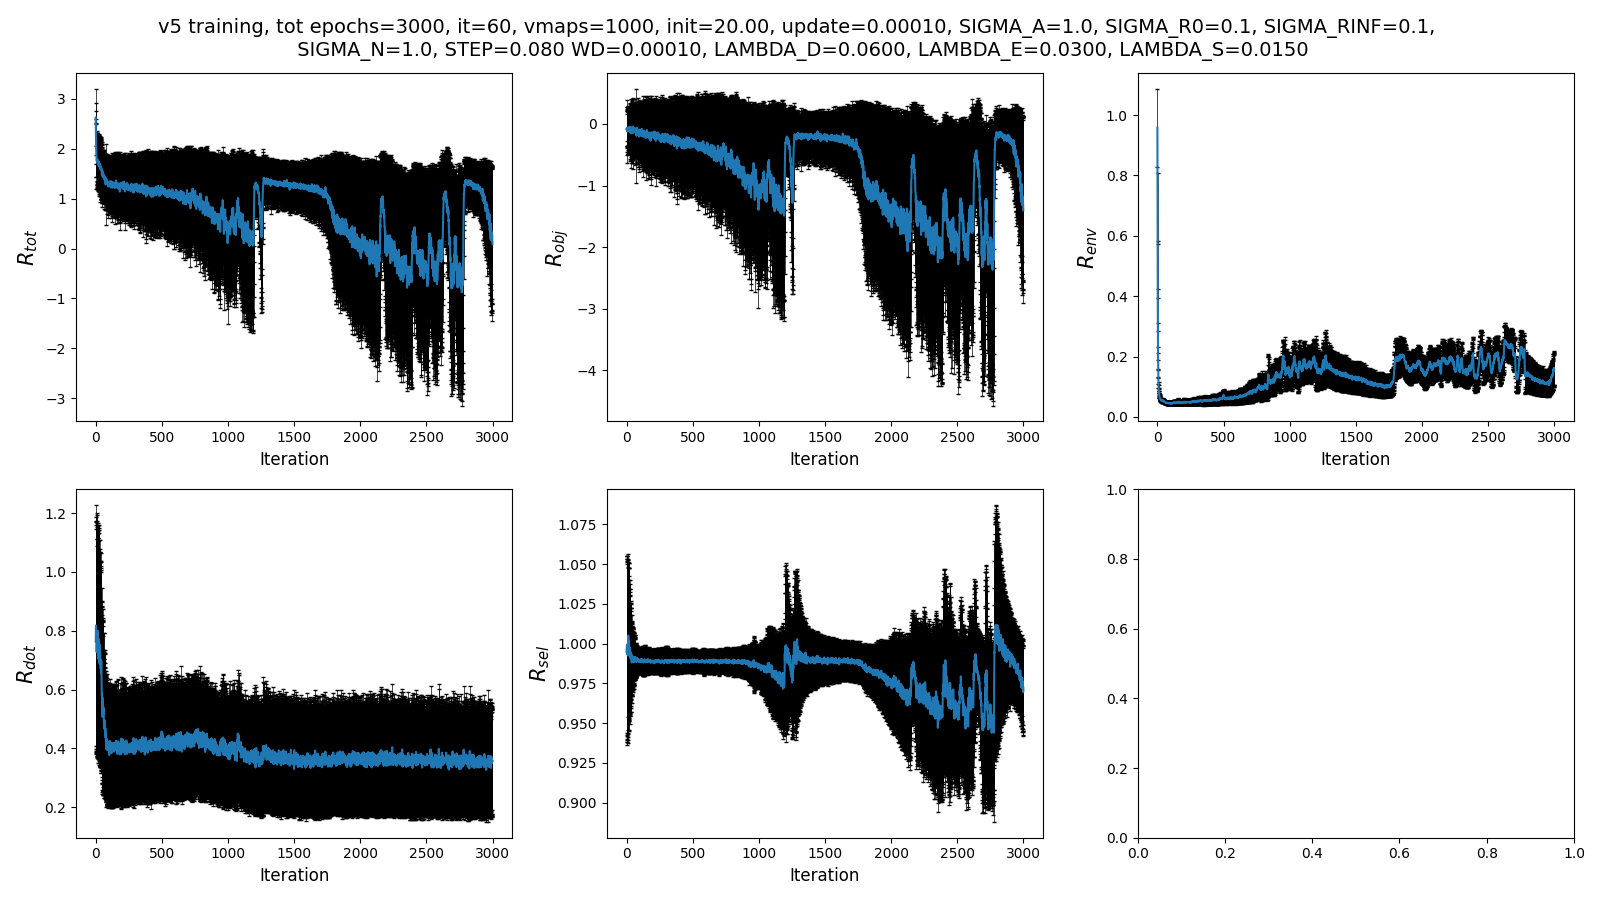 v5 training, tot epochs=3000, it=60, vmaps=1000, init=20.00, update=0.00010, SIGMA_A=1.0, SIGMA_R0=0.1, SIGMA_RINF=0.1,
SIGMA_N=1.0, STEP=0.080 WD=0.00010, LAMBDA_D=0.0600, LAMBDA_E=0.0300, LAMBDA_S=0.0150
R_tot
3
2
1
0
−1
−2
−3
0 500 1000 1500 2000 2500 3000
Iteration
R_obj
0
−1
−2
−3
−4
0 500 1000 1500 2000 2500 3000
Iteration
R_env
1.0
0.8
0.6
0.4
0.2
0.0
0 500 1000 1500 2000 2500 3000
Iteration
R_dot
1.2
1.0
0.8
0.6
0.4
0.2
0 500 1000 1500 2000 2500 3000
Iteration
R_sel
1.075
1.050
1.025
1.000
0.975
0.950
0.925
0.900
0 500 1000 1500 2000 2500 3000
Iteration
1.0
0.8
0.6
0.4
0.2
0.0
0.0 0.2 0.4 0.6 0.8 1.0